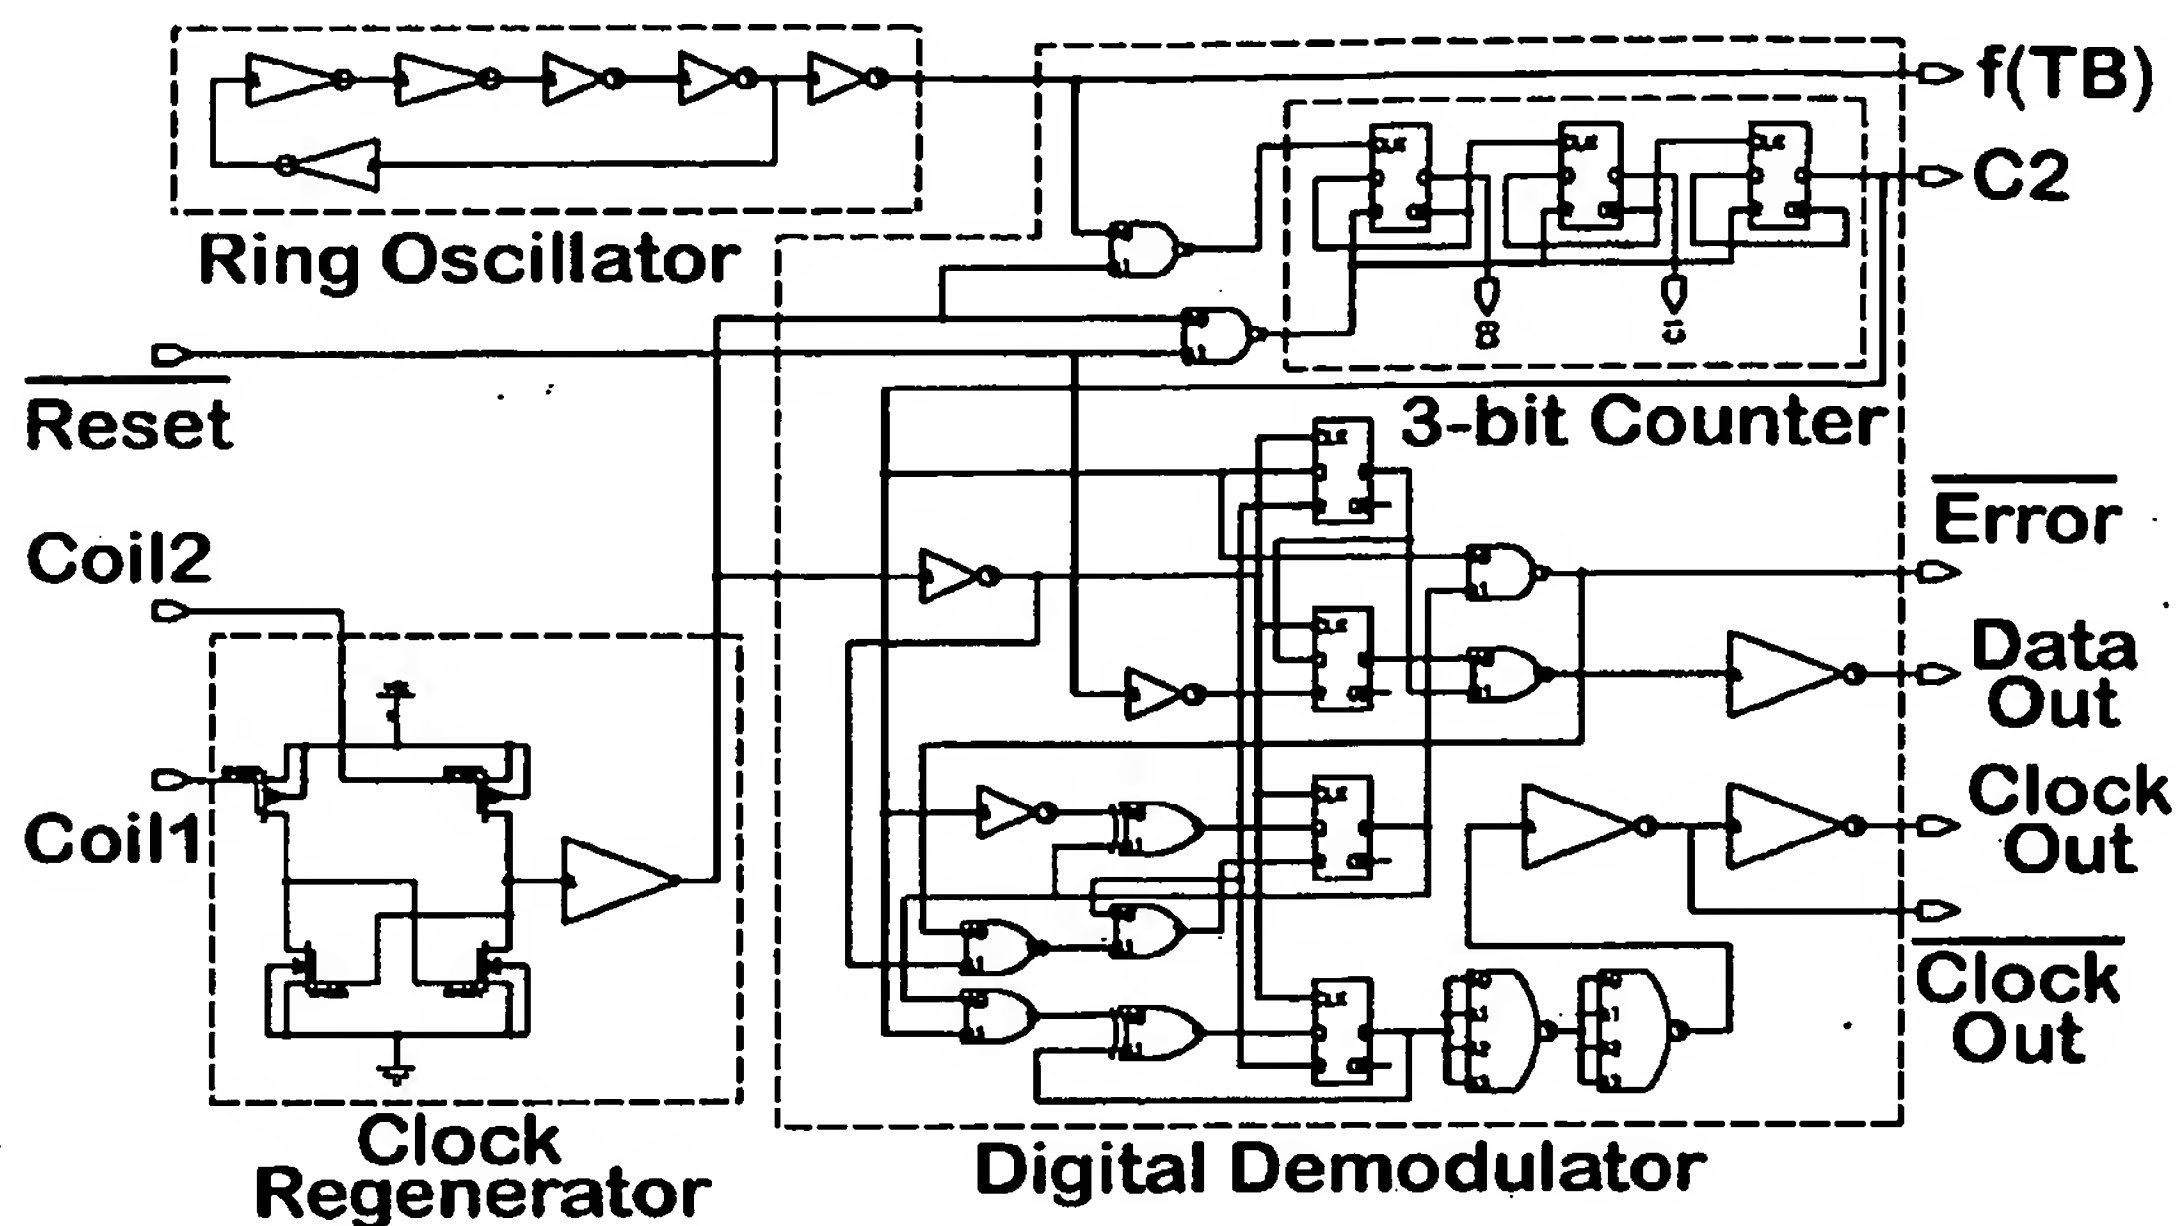 f(TB)
C2
Ring Oscillator
Reset
3-bit Counter
Error
Coil2
Data
Out
Coil1
Clock
Out
Clock
Out
Clock
Regenerator
Digital Demodulator